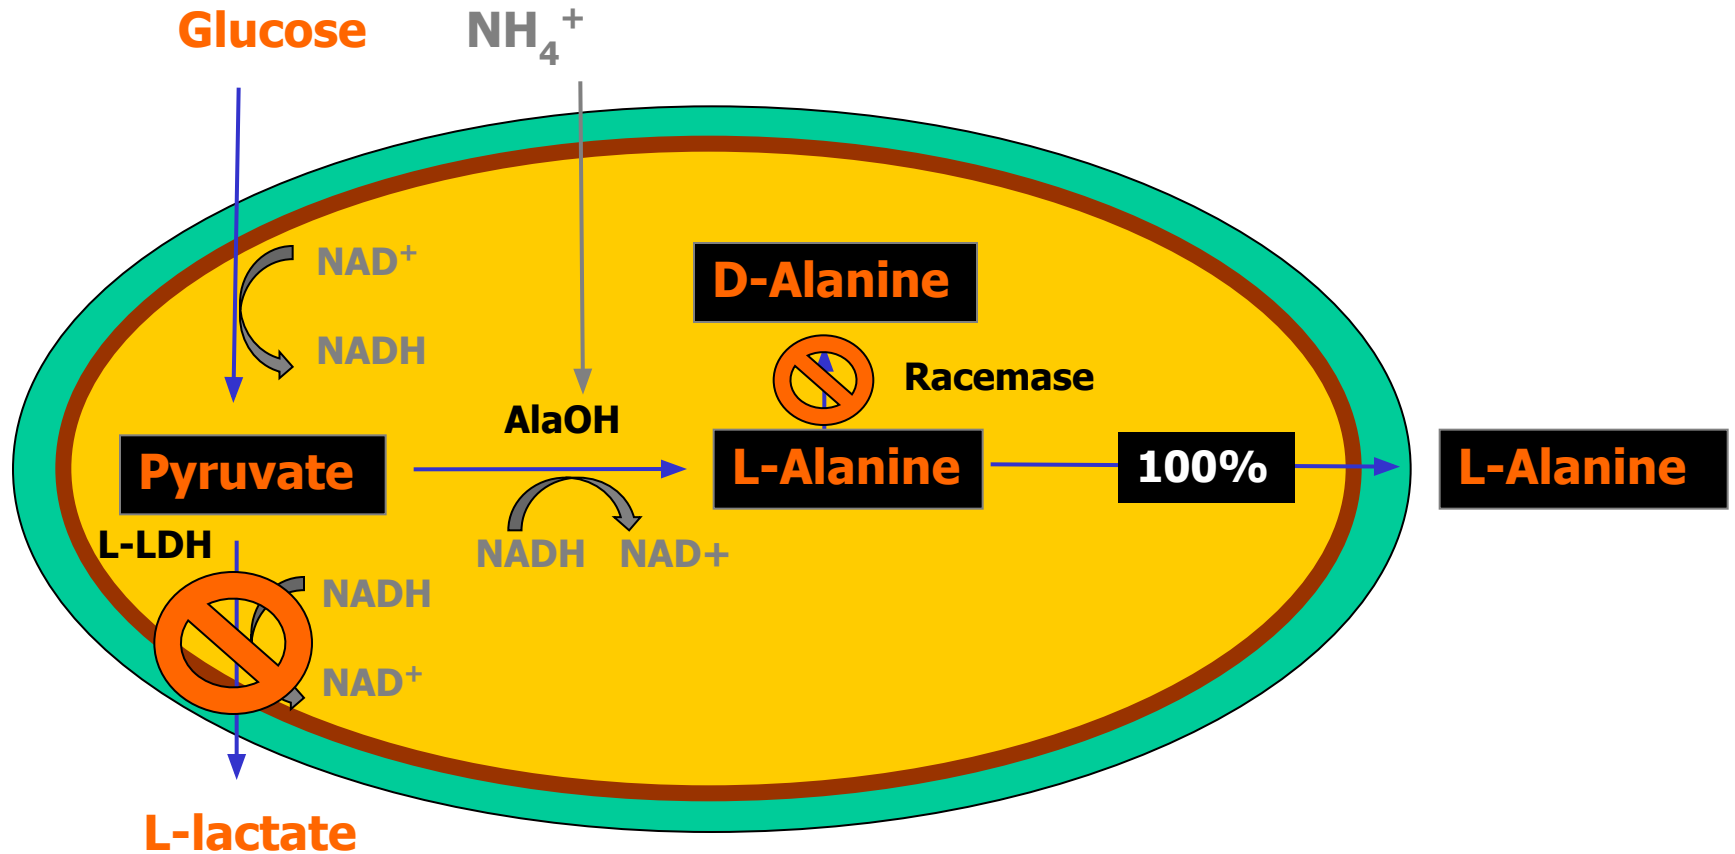 Glucose
NH₄⁺
NAD⁺
NADH
D-Alanine
Racemase
AlaOH
Pyruvate
L-Alanine
100%
L-Alanine
L-LDH
NADH
NAD+
NADH
NAD⁺
L-lactate